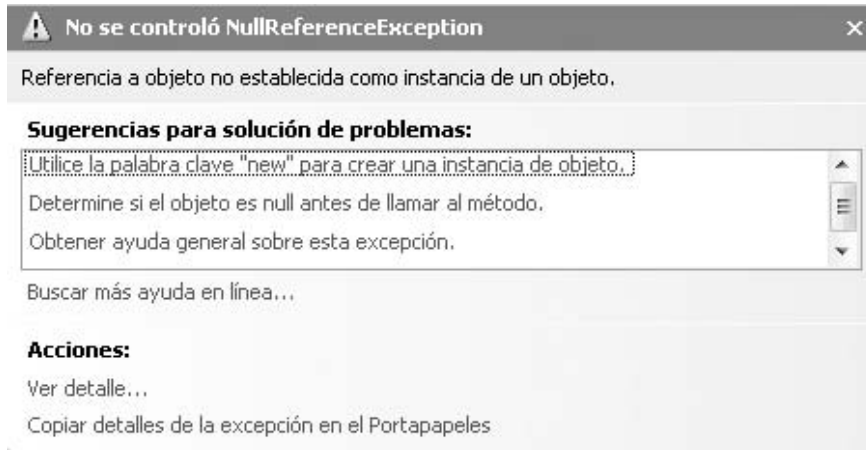 No se controló NullReferenceException
Referencia a objeto no establecida como instancia de un objeto.
Sugerencias para solución de problemas:
Utilice la palabra clave "new" para crear una instancia de objeto.
Determine si el objeto es null antes de llamar al método.
Obtener ayuda general sobre esta excepción.
Buscar más ayuda en línea...
Acciones:
Ver detalle...
Copiar detalles de la excepción en el Portapapeles